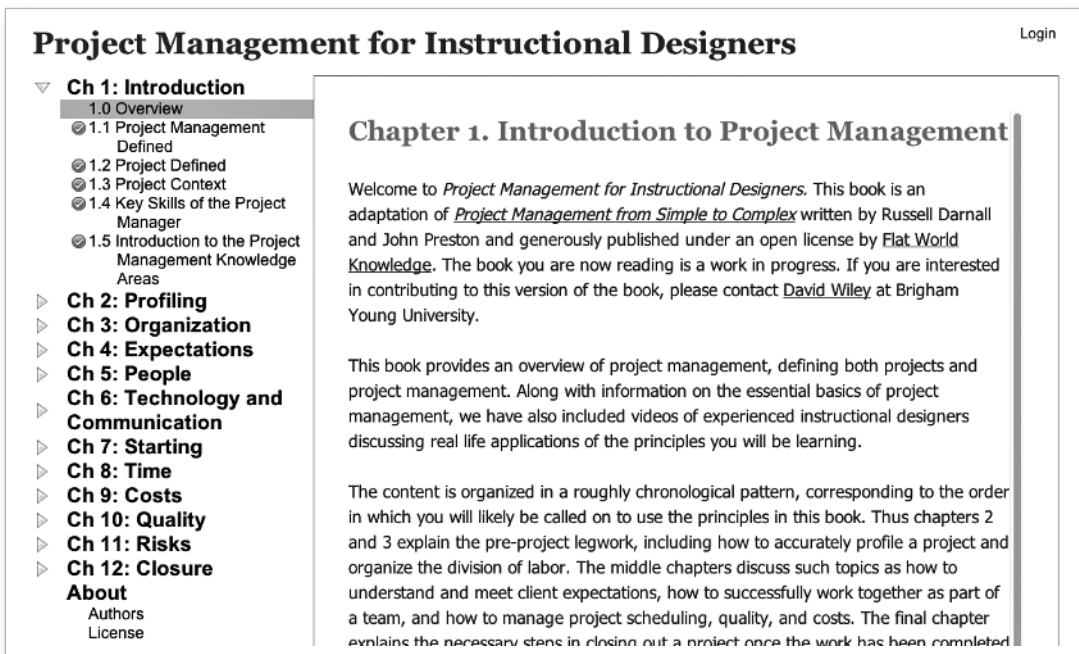 Project Management for Instructional Designers
Login
Ch 1: Introduction
1.0 Overview
1.1 Project Management
Defined
1.2 Project Defined
1.3 Project Context
1.4 Key Skills of the Project
Manager
1.5 Introduction to the Project
Management Knowledge
Areas
Ch 2: Profiling
Ch 3: Organization
Ch 4: Expectations
Ch 5: People
Ch 6: Technology and
Communication
Ch 7: Starting
Ch 8: Time
Ch 9: Costs
Ch 10: Quality
Ch 11: Risks
Ch 12: Closure
About
Authors
License
Chapter 1. Introduction to Project Management
Welcome to Project Management for Instructional Designers. This book is an
adaptation of Project Management from Simple to Complex written by Russell Darnall
and John Preston and generously published under an open license by Flat World
Knowledge. The book you are now reading is a work in progress. If you are interested
in contributing to this version of the book, please contact David Wiley at Brigham
Young University.
This book provides an overview of project management, defining both projects and
project management. Along with information on the essential basics of project
management, we have also included videos of experienced instructional designers
discussing real life applications of the principles you will be learning.
The content is organized in a roughly chronological pattern, corresponding to the order
in which you will likely be called on to use the principles in this book. Thus chapters 2
and 3 explain the pre-project legwork, including how to accurately profile a project and
organize the division of labor. The middle chapters discuss such topics as how to
understand and meet client expectations, how to successfully work together as part of
a team, and how to manage project scheduling, quality, and costs. The final chapter
explains the necessary steps in closing out a project once the work has been completed